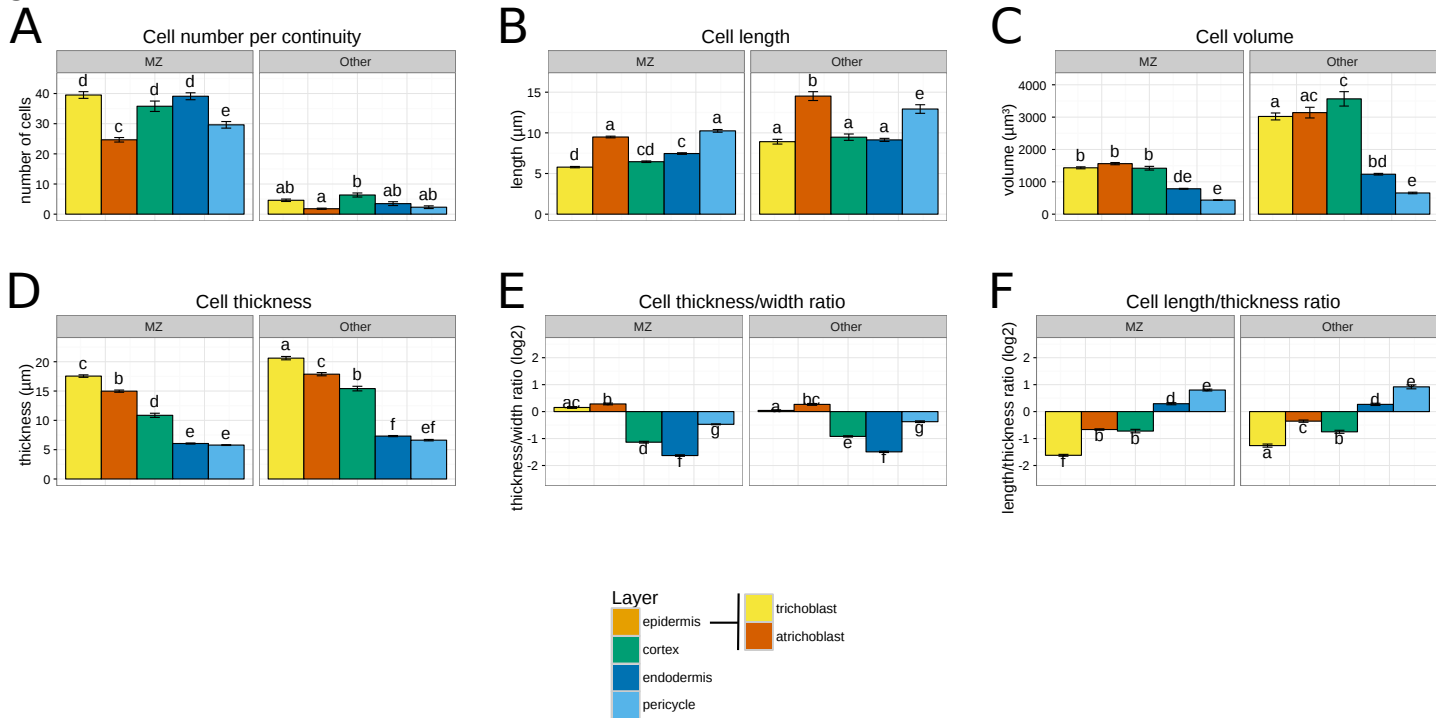 A
Cell number per continuity
MZ
Other
number of cells
40
30
20
10
0
d
c
d
d
e
ab
a
b
ab
ab
B
Cell length
MZ
Other
length (µm)
15
10
5
0
d
a
cd
c
a
a
b
a
a
e
C
Cell volume
MZ
Other
volume (µm³)
4000
3000
2000
1000
0
b
b
b
de
e
a
ac
c
bd
e
D
Cell thickness
MZ
Other
thickness (µm)
20
15
10
5
0
c
b
d
e
e
a
c
b
f
ef
E
Cell thickness/width ratio
MZ
Other
thickness/width ratio (log2)
2
1
0
-1
-2
ac
b
d
f
g
a
bc
e
f
g
F
Cell length/thickness ratio
MZ
Other
length/thickness ratio (log2)
2
1
0
-1
-2
f
b
b
d
e
a
c
b
d
e
Layer
epidermis
cortex
endodermis
pericycle
trichoblast
atrichoblast